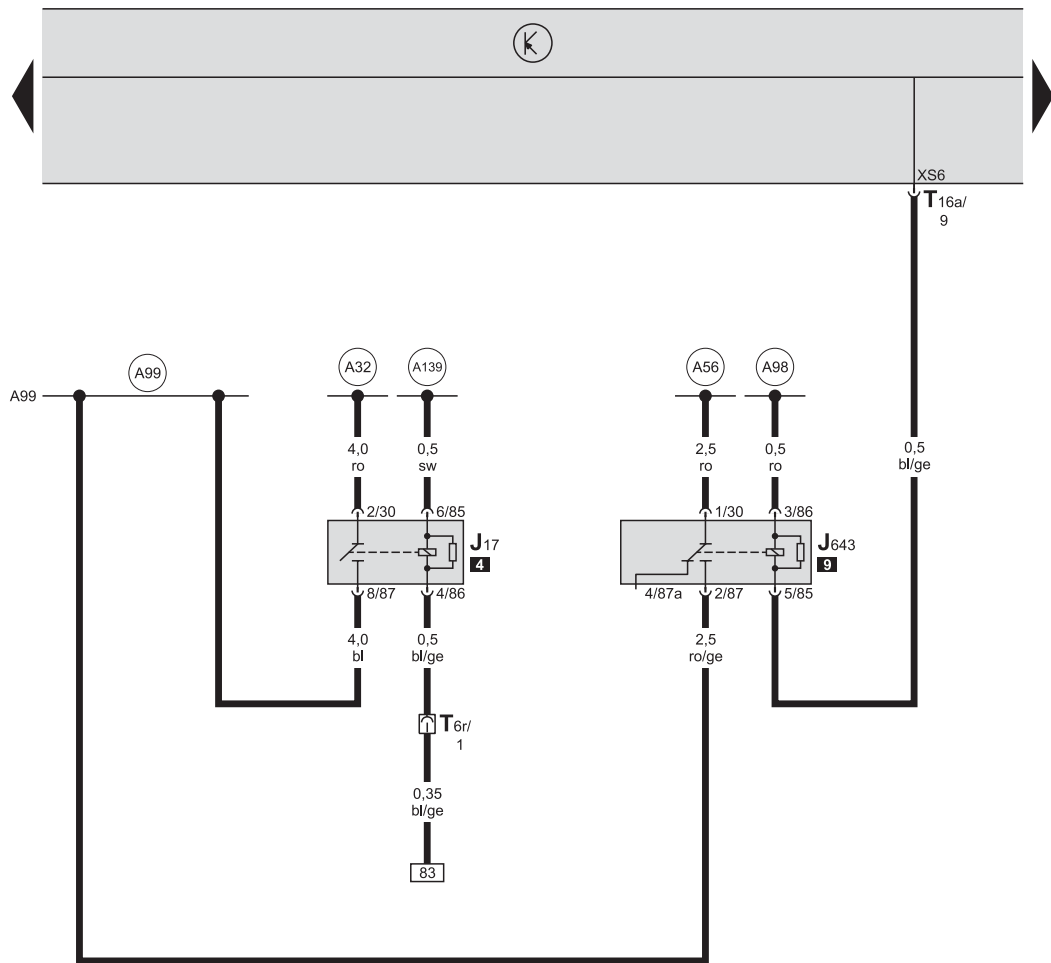 XS6
T16a/
9
A99
A99
A32
A139
A56
A98
4,0
ro
0,5
sw
2,5
ro
0,5
ro
0,5
bl/ge
2/30
6/85
1/30
3/86
J17
4
J643
9
8/87
4/86
4/87a
2/87
5/85
4,0
bl
0,5
bl/ge
2,5
ro/ge
T6r/
1
0,35
bl/ge
83